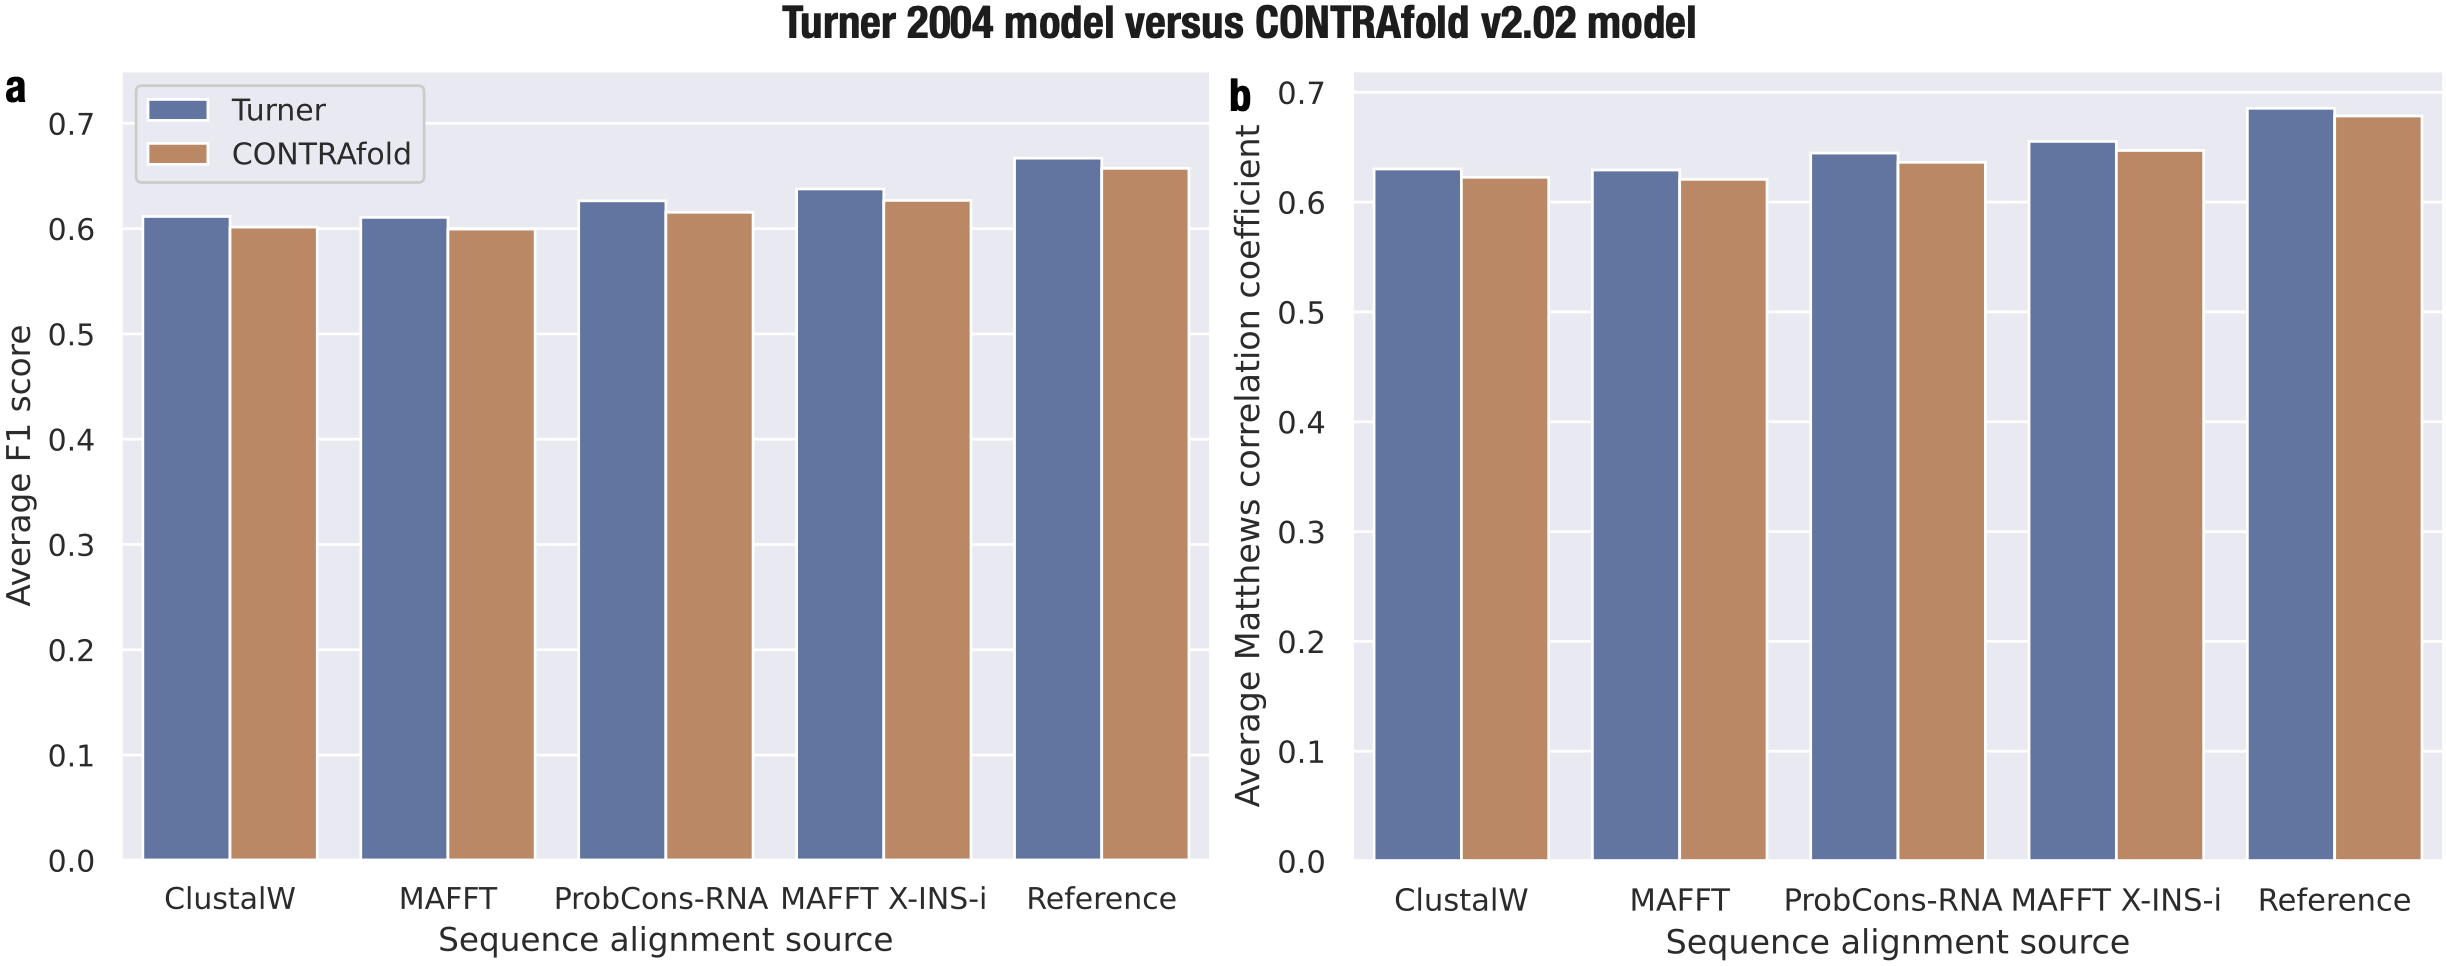 Turner 2004 model versus CONTRAfold v2.02 model
a
Turner
CONTRAfold
Average F1 score
0.7
0.6
0.5
0.4
0.3
0.2
0.1
0.0
ClustalW MAFFT ProbCons-RNA MAFFT X-INS-i Reference
Sequence alignment source
b
Average Matthews correlation coefficient
0.7
0.6
0.5
0.4
0.3
0.2
0.1
0.0
ClustalW MAFFT ProbCons-RNA MAFFT X-INS-i Reference
Sequence alignment source